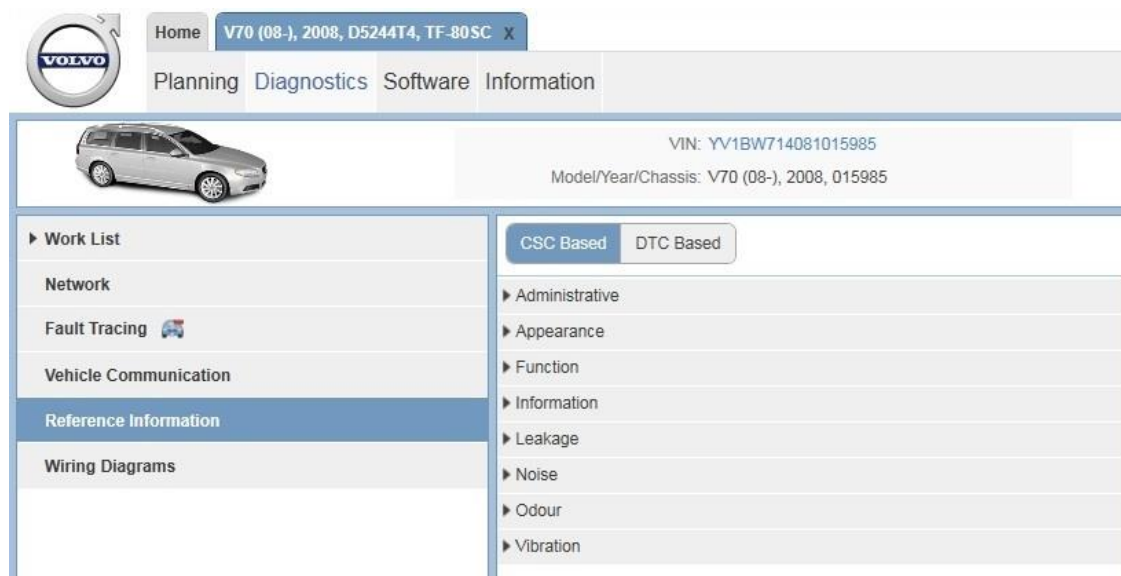 VOLVO
Home V70 (08-), 2008, D5244T4, TF-80SC X
Planning Diagnostics Software Information
VIN: YV1BW714081015985
Model/Year/Chassis: V70 (08-), 2008, 015985
Work List
Network
Fault Tracing
Vehicle Communication
Reference Information
Wiring Diagrams
CSC Based DTC Based
Administrative
Appearance
Function
Information
Leakage
Noise
Odour
Vibration